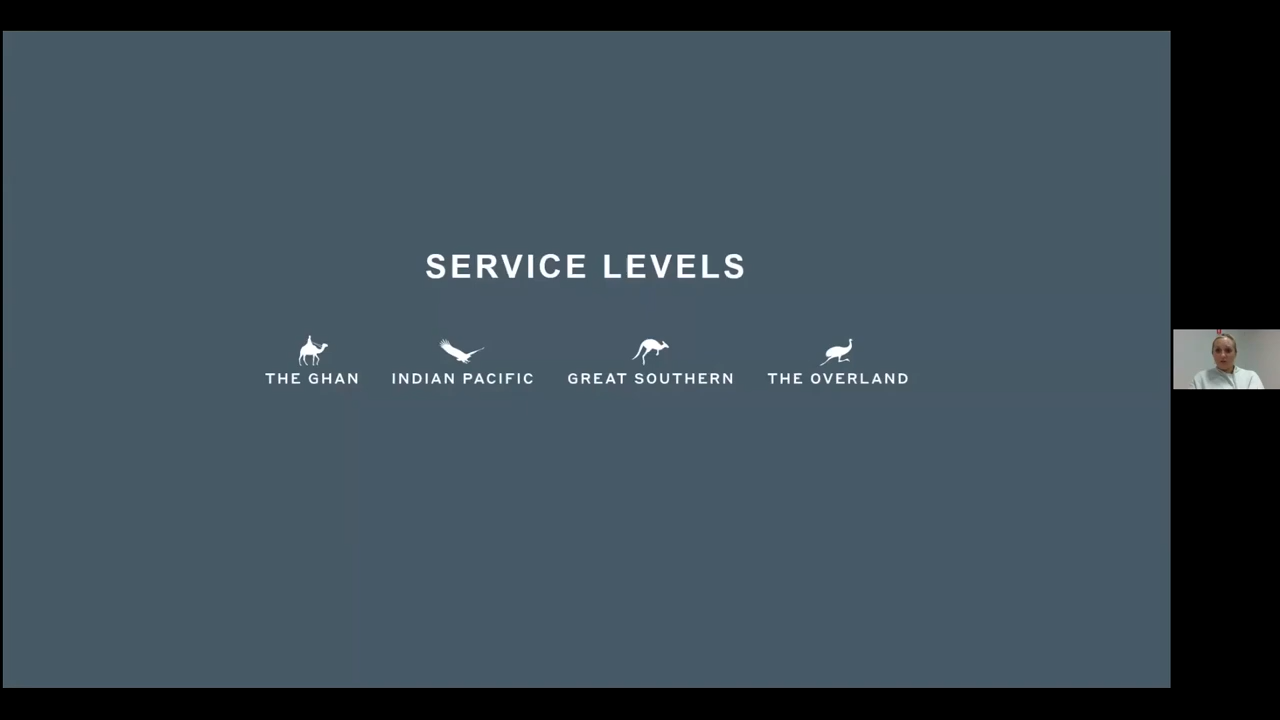 SERVICE LEVELS
THE GHAN INDIAN PACIFIC GREAT SOUTHERN THE OVERLAND